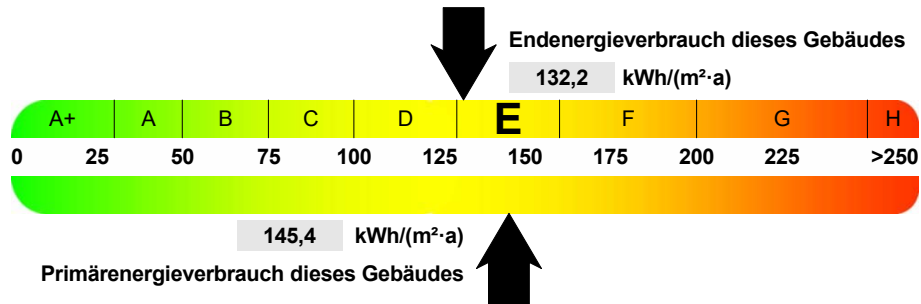 Endenergieverbrauch dieses Gebäudes
132,2 kWh/(m²·a)
A+ A B C D E F G H
0 25 50 75 100 125 150 175 200 225 >250
145,4 kWh/(m²·a)
Primärenergieverbrauch dieses Gebäudes